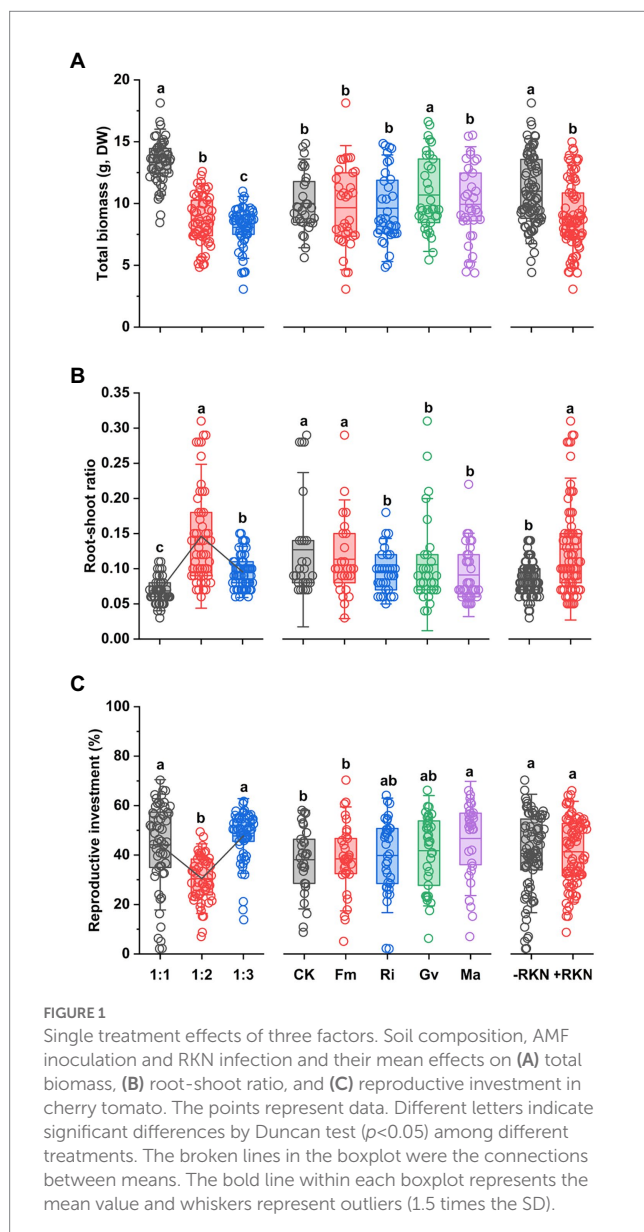 A
20
15
10
5
0
Total biomass (g, DW)
a b c b b b a b a b
B
0.35
0.30
0.25
0.20
0.15
0.10
0.05
0.00
Root-shoot ratio
c a b a a b b b b a
C
100
80
60
40
20
0
Reproductive investment (%)
a b a b b ab ab a a a
1:1 1:2 1:3 CK Fm Ri Gv Ma -RKN +RKN
FIGURE 1
Single treatment effects of three factors. Soil composition, AMF
inoculation and RKN infection and their mean effects on (A) total
biomass, (B) root-shoot ratio, and (C) reproductive investment in
cherry tomato. The points represent data. Different letters indicate
significant differences by Duncan test (p<0.05) among different
treatments. The broken lines in the boxplot were the connections
between means. The bold line within each boxplot represents the
mean value and whiskers represent outliers (1.5 times the SD).